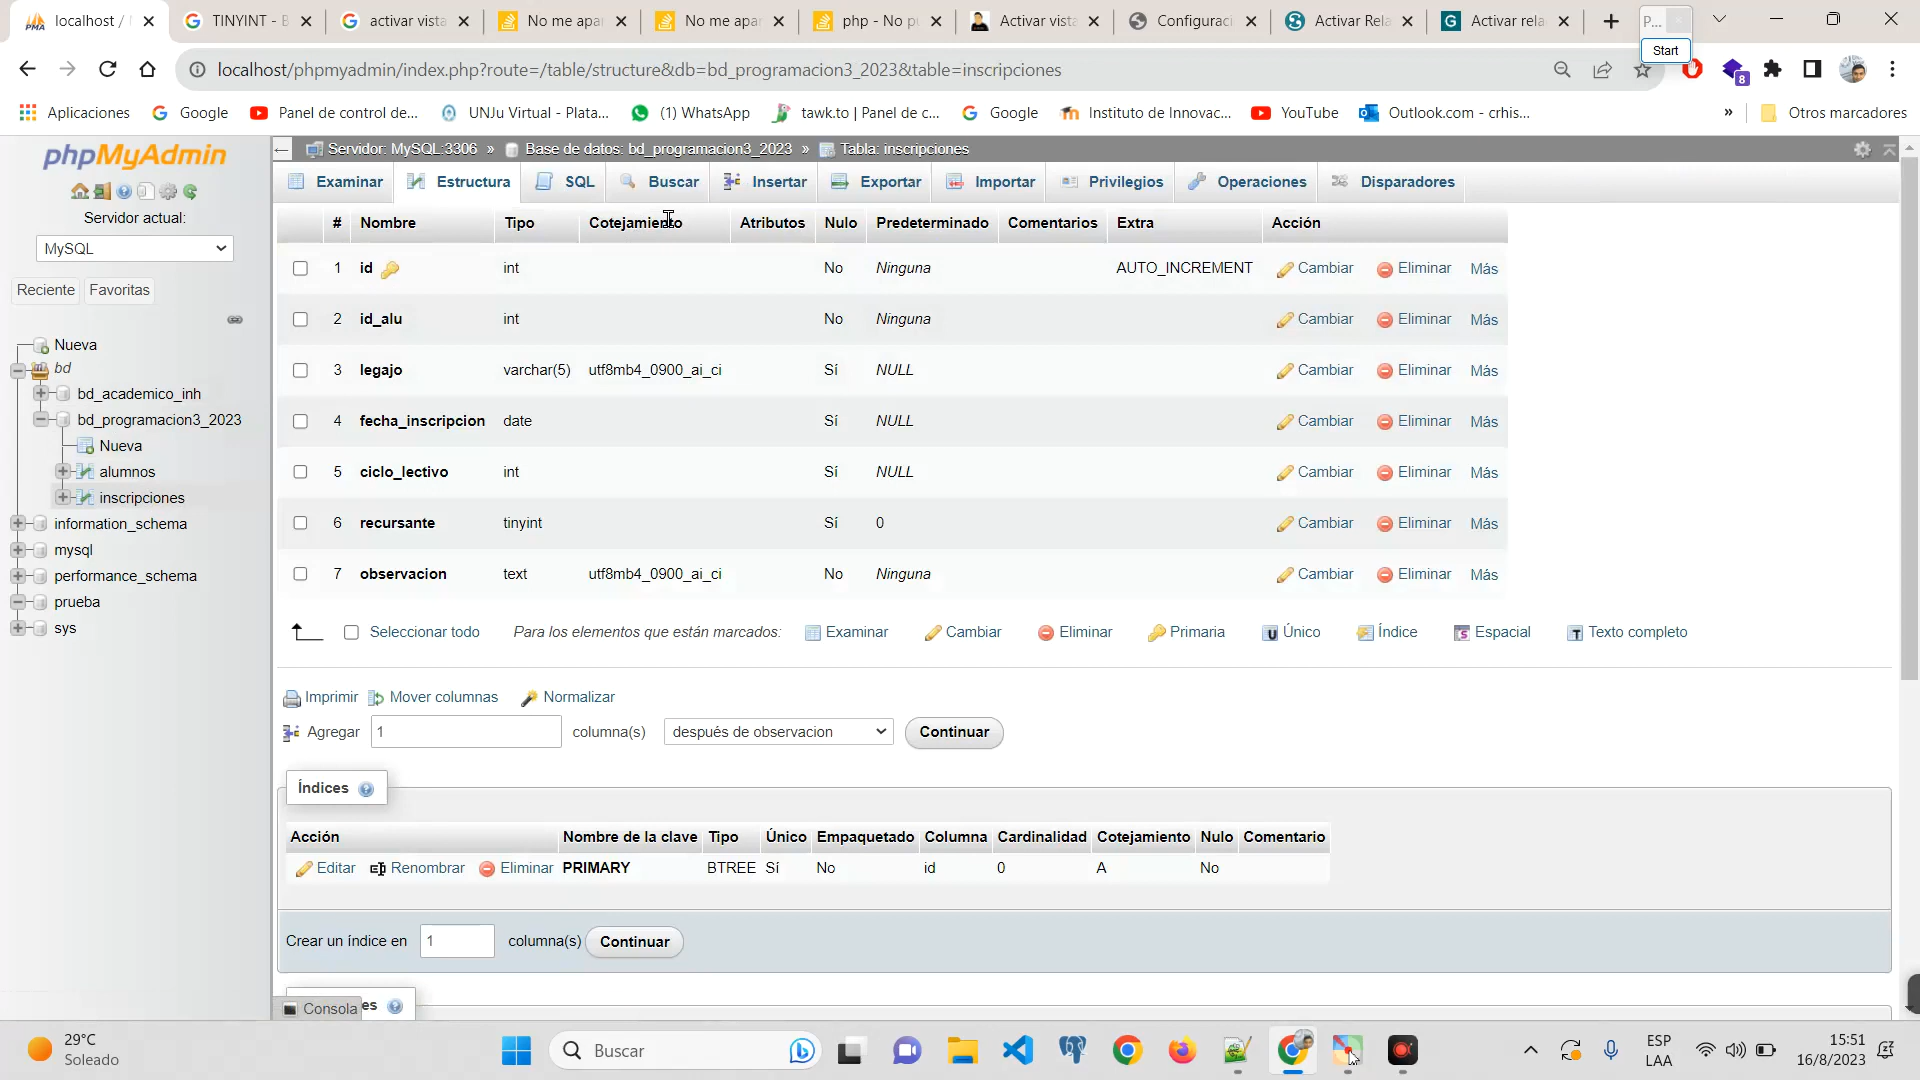 localhost / M
TINYINT - B
activar vista
No me apar
No me apar
php - No pu
Activar vista
Configuraci
Activar Rela
Activar rela
P...
Start
localhost/phpmyadmin/index.php?route=/table/structure&db=bd_programacion3_2023&table=inscripciones
8
Aplicaciones
Google
Panel de control de...
UNJu Virtual - Plata...
(1) WhatsApp
tawk.to | Panel de c...
Google
Instituto de Innovac...
YouTube
Outlook.com - crhis...
»
Otros marcadores
phpMyAdmin
Servidor actual:
MySQL
Reciente Favoritas
Nueva
bd
bd_academico_inh
bd_programacion3_2023
Nueva
alumnos
inscripciones
information_schema
mysql
performance_schema
prueba
sys
Servidor: MySQL:3306 » Base de datos: bd_programacion3_2023 » Tabla: inscripciones
Examinar Estructura SQL Buscar Insertar Exportar Importar Privilegios Operaciones Disparadores
# Nombre Tipo Cotejamiento Atributos Nulo Predeterminado Comentarios Extra Acción
1 id int No Ninguna AUTO_INCREMENT Cambiar Eliminar Más
2 id_alu int No Ninguna Cambiar Eliminar Más
3 legajo varchar(5) utf8mb4_0900_ai_ci Sí NULL Cambiar Eliminar Más
4 fecha_inscripcion date Sí NULL Cambiar Eliminar Más
5 ciclo_lectivo int Sí NULL Cambiar Eliminar Más
6 recursante tinyint Sí 0 Cambiar Eliminar Más
7 observacion text utf8mb4_0900_ai_ci No Ninguna Cambiar Eliminar Más
Seleccionar todo Para los elementos que están marcados: Examinar Cambiar Eliminar Primaria Único Índice Espacial Texto completo
Imprimir Mover columnas Normalizar
Agregar 1 columna(s) después de observacion Continuar
Índices
Acción Nombre de la clave Tipo Único Empaquetado Columna Cardinalidad Cotejamiento Nulo Comentario
Editar Renombrar Eliminar PRIMARY BTREE Sí No id 0 A No
Crear un índice en 1 columna(s) Continuar
Consola es
29°C
Soleado
Buscar
ESP
LAA
15:51
16/8/2023